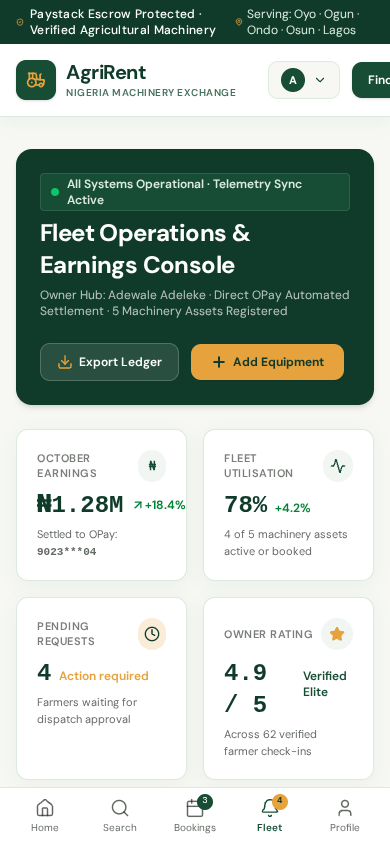 Paystack Escrow Protected ·
Verified Agricultural Machinery
Serving: Oyo · Ogun ·
Ondo · Osun · Lagos
AgriRent
NIGERIA MACHINERY EXCHANGE
A
Find
All Systems Operational · Telemetry Sync
Active
Fleet Operations &
Earnings Console
Owner Hub: Adewale Adeleke · Direct OPay Automated
Settlement · 5 Machinery Assets Registered
Export Ledger
Add Equipment
OCTOBER
EARNINGS
₦
₦1.28M +18.4%
Settled to OPay:
9023***04
FLEET
UTILISATION
78% +4.2%
4 of 5 machinery assets
active or booked
PENDING
REQUESTS
4 Action required
Farmers waiting for
dispatch approval
OWNER RATING
4.9
/ 5
Verified
Elite
Across 62 verified
farmer check-ins
Home
Search
3
Bookings
4
Fleet
Profile